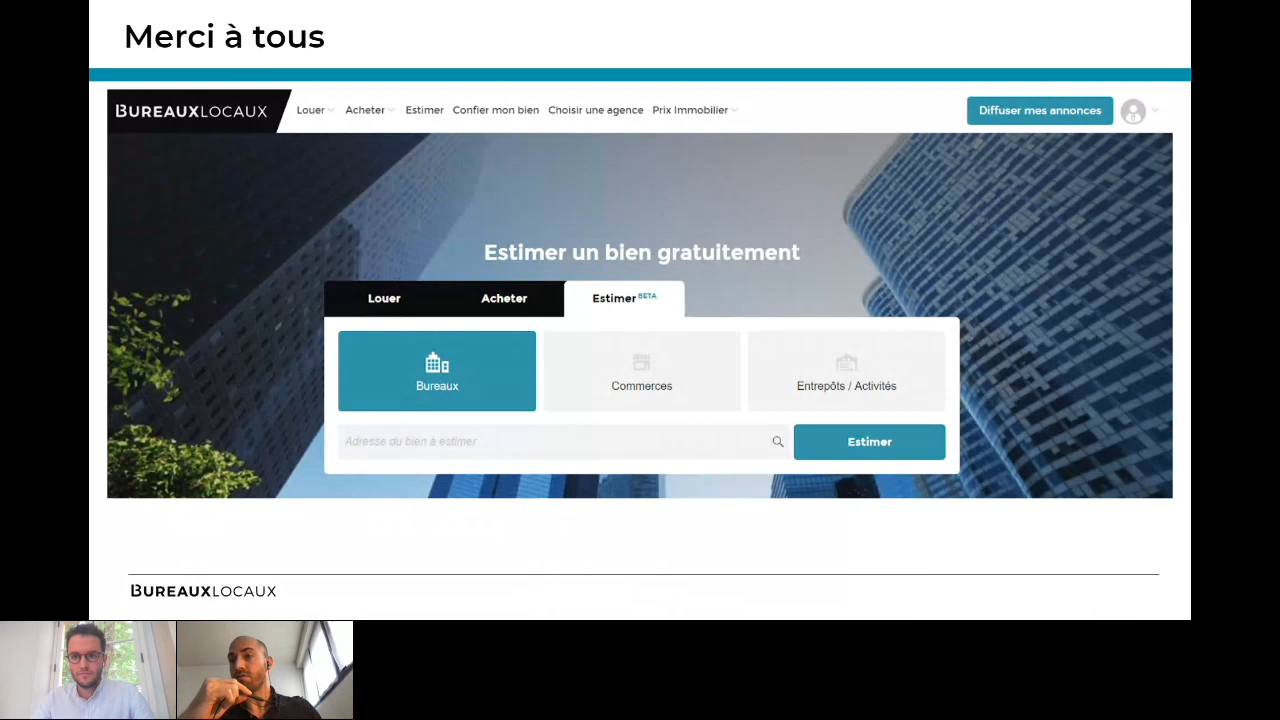 Merci à tous
BUREAUXLOCAUX
Louer
Acheter
Estimer
Confier mon bien
Choisir une agence
Prix Immobilier
Diffuser mes annonces
Estimer un bien gratuitement
Louer
Acheter
Estimer BETA
Bureaux
Commerces
Entrepôts / Activités
Adresse du bien à estimer
Estimer
BUREAUXLOCAUX